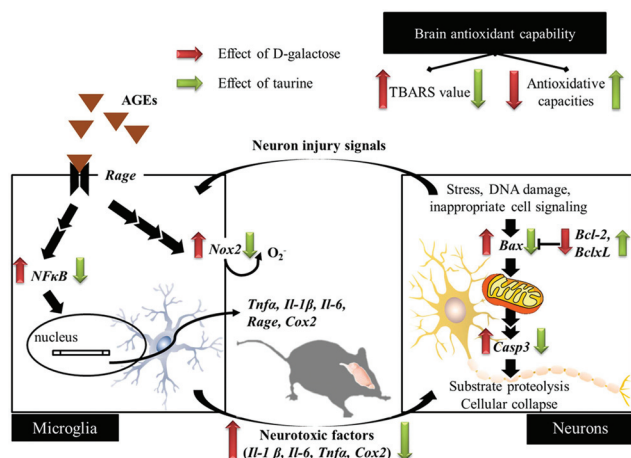 Brain antioxidant capability
Effect of D-galactose
Effect of taurine
TBARS value
Antioxidative
capacities
AGEs
Neuron injury signals
Rage
Stress, DNA damage,
inappropriate cell signaling
Nox2
O₂⁻
Bax
Bcl-2,
BclxL
NFκB
Tnfα, Il-1β, Il-6,
Rage, Cox2
nucleus
Casp3
Substrate proteolysis
Cellular collapse
Microglia
Neurotoxic factors
(Il-1 β, Il-6, Tnfα, Cox2)
Neurons